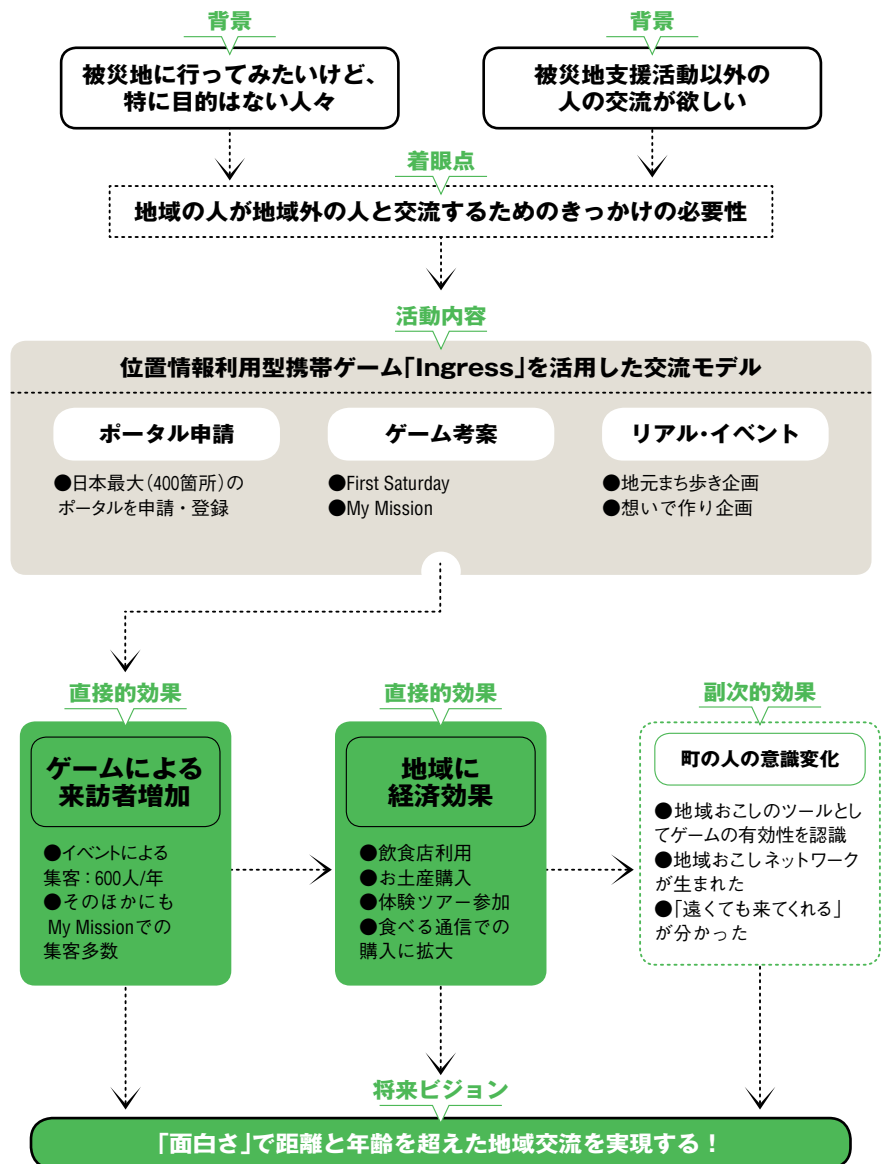 背景
被災地に行ってみたいけど、
特に目的はない人々
背景
被災地支援活動以外の
人の交流が欲しい
着眼点
地域の人が地域外の人と交流するためのきっかけの必要性
活動内容
位置情報利用型携帯ゲーム「Ingress」を活用した交流モデル
ポータル申請
●日本最大（400箇所）の
ポータルを申請・登録
ゲーム考案
●First Saturday
●My Mission
リアル・イベント
●地元まち歩き企画
●想いで作り企画
直接的効果
ゲームによる
来訪者増加
●イベントによる
集客：600人/年
●そのほかにも
My Missionでの
集客多数
直接的効果
地域に
経済効果
●飲食店利用
●お土産購入
●体験ツアー参加
●食べる通信での
購入に拡大
副次的効果
町の人の意識変化
●地域おこしのツールとし
てゲームの有効性を認識
●地域おこしネットワーク
が生まれた
●「遠くても来てくれる」
が分かった
将来ビジョン
「面白さ」で距離と年齢を超えた地域交流を実現する！